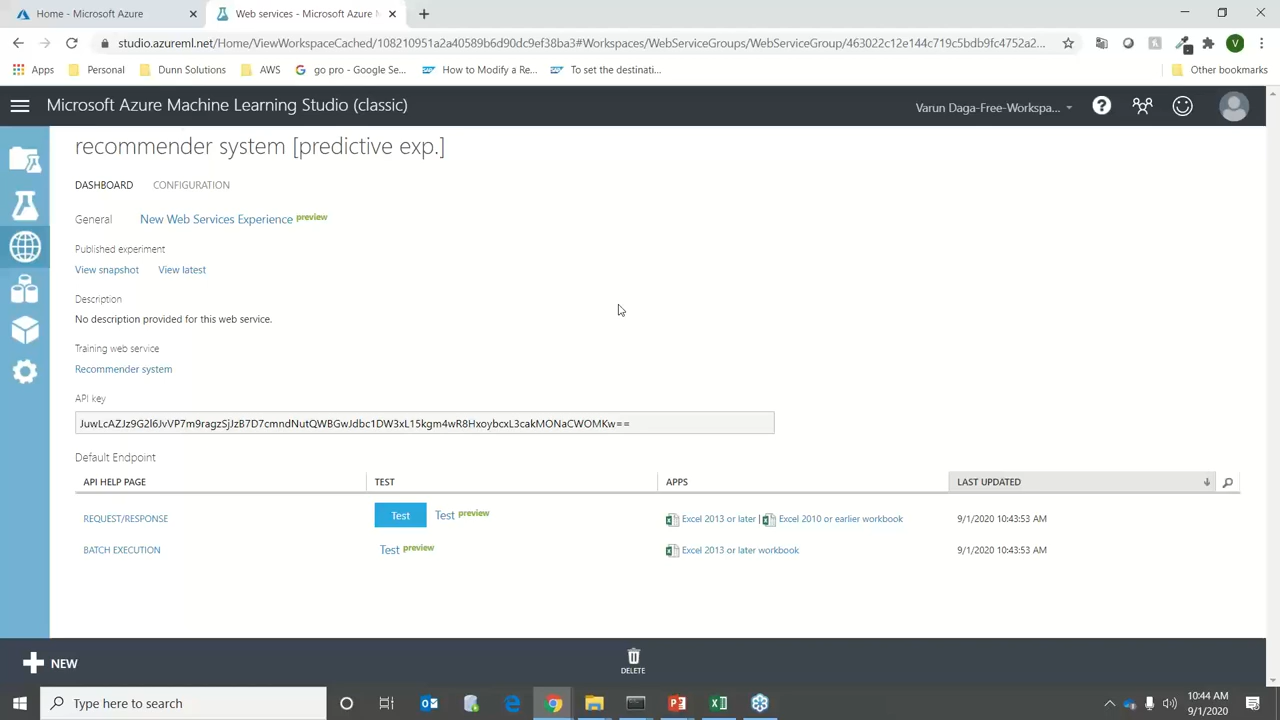 Home - Microsoft Azure
Web services - Microsoft Azure M
studio.azureml.net/Home/ViewWorkspaceCached/108210951a2a40589b6d90dc9df38ba3#Workspaces/WebServiceGroups/WebServiceGroup/463022c12e144c719c5bdb9fc4752a2...
V
Apps Personal Dunn Solutions AWS go pro - Google Se... How to Modify a Re... To set the destinati... Other bookmarks
Microsoft Azure Machine Learning Studio (classic)
Varun Daga-Free-Workspa...
recommender system [predictive exp.]
DASHBOARD CONFIGURATION
General New Web Services Experience preview
Published experiment
View snapshot View latest
Description
No description provided for this web service.
Training web service
Recommender system
API key
JuwLcAZJz9G2l6JvVP7m9ragzSjJzB7D7cmndNutQWBGwJdbc1DW3xL15kgm4wR8HxoybcxL3cakMONaCWOMKw==
Default Endpoint
API HELP PAGE TEST APPS LAST UPDATED
REQUEST/RESPONSE Test Test preview Excel 2013 or later | Excel 2010 or earlier workbook 9/1/2020 10:43:53 AM
BATCH EXECUTION Test preview Excel 2013 or later workbook 9/1/2020 10:43:53 AM
NEW
DELETE
Type here to search
10:44 AM
9/1/2020